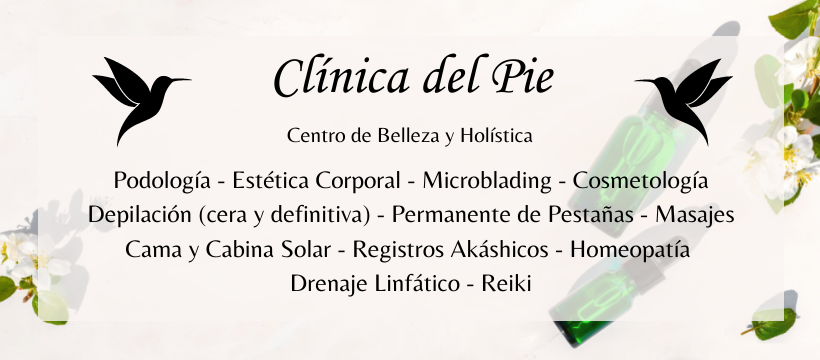 Clínica del Pie
Centro de Belleza y Holística
Podología - Estética Corporal - Microblading - Cosmetología
Depilación (cera y definitiva) - Permanente de Pestañas - Masajes
Cama y Cabina Solar - Registros Akáshicos - Homeopatía
Drenaje Linfático - Reiki